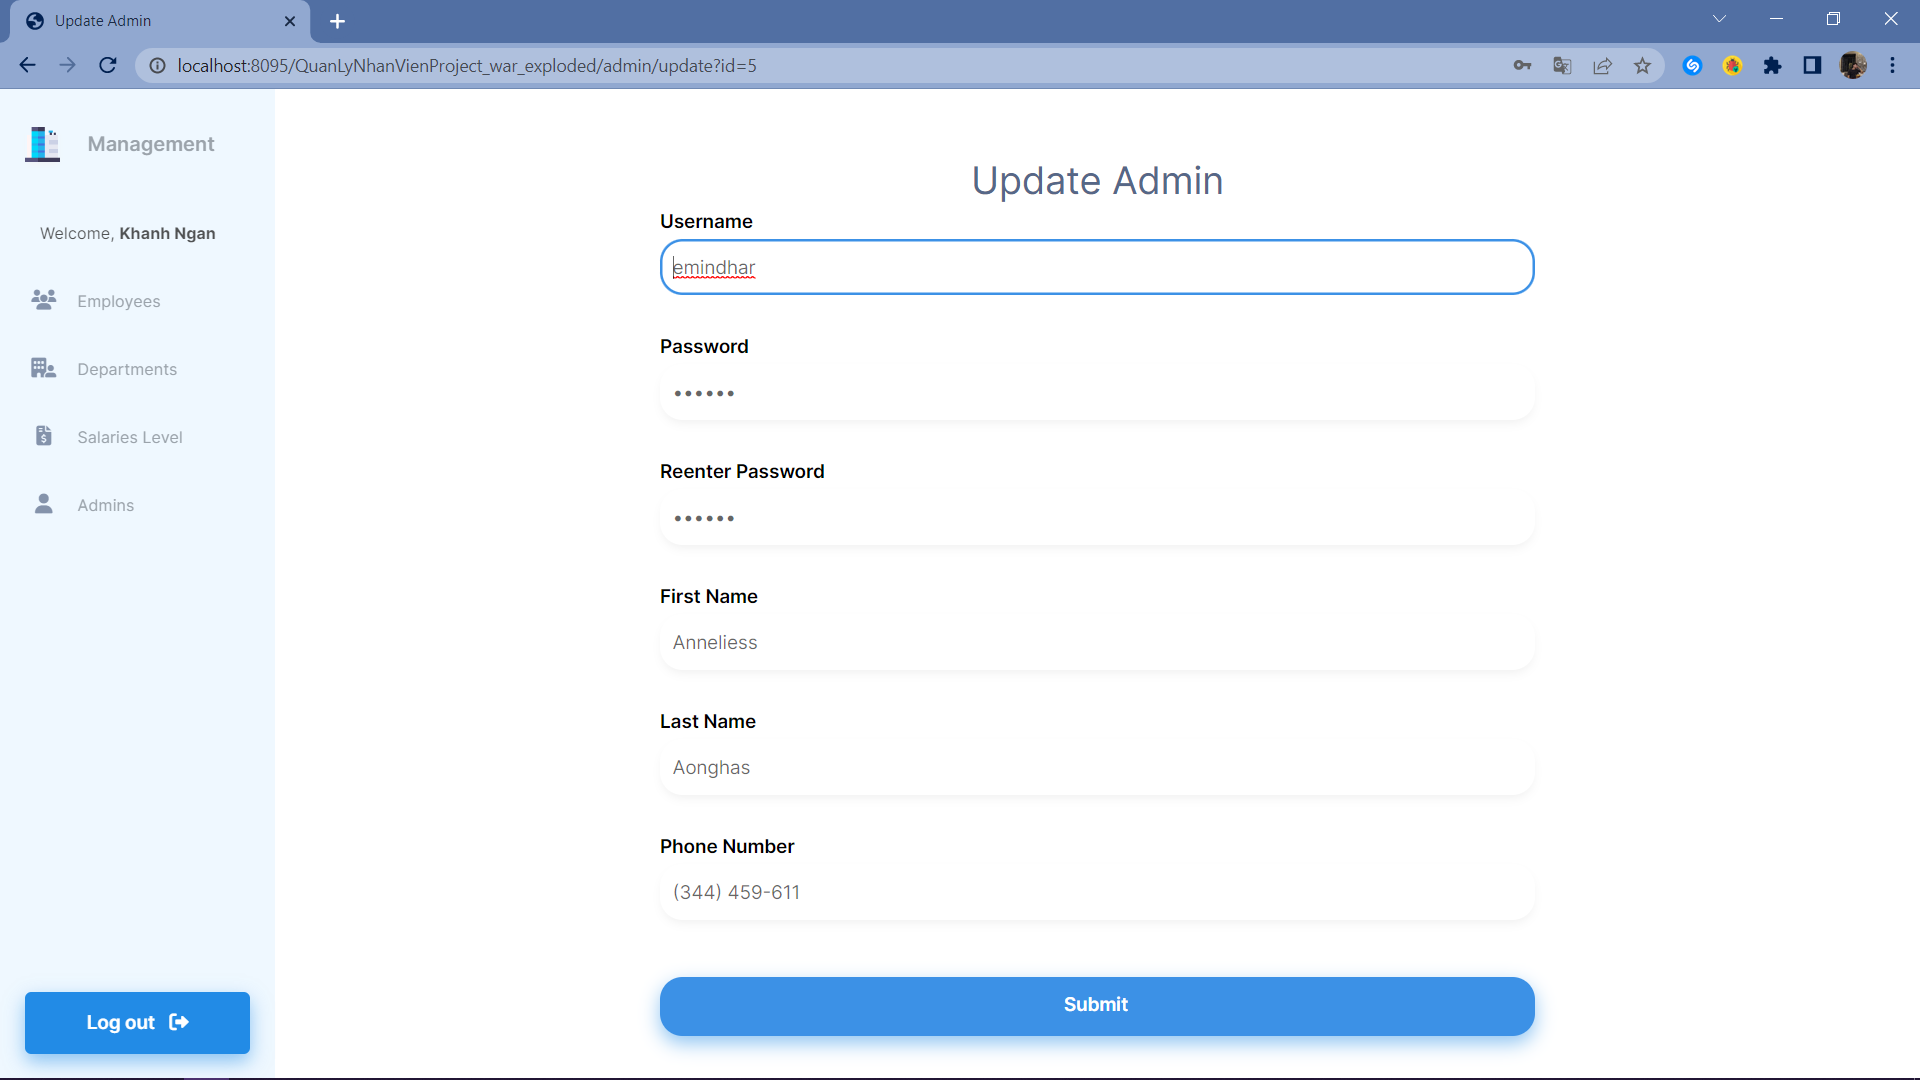 Update Admin
localhost:8095/QuanLyNhanVienProject_war_exploded/admin/update?id=5
Management
Welcome, Khanh Ngan
Employees
Departments
Salaries Level
Admins
Log out
Update Admin
Username
emindhar
Password
••••••
Reenter Password
••••••
First Name
Anneliess
Last Name
Aonghas
Phone Number
(344) 459-611
Submit